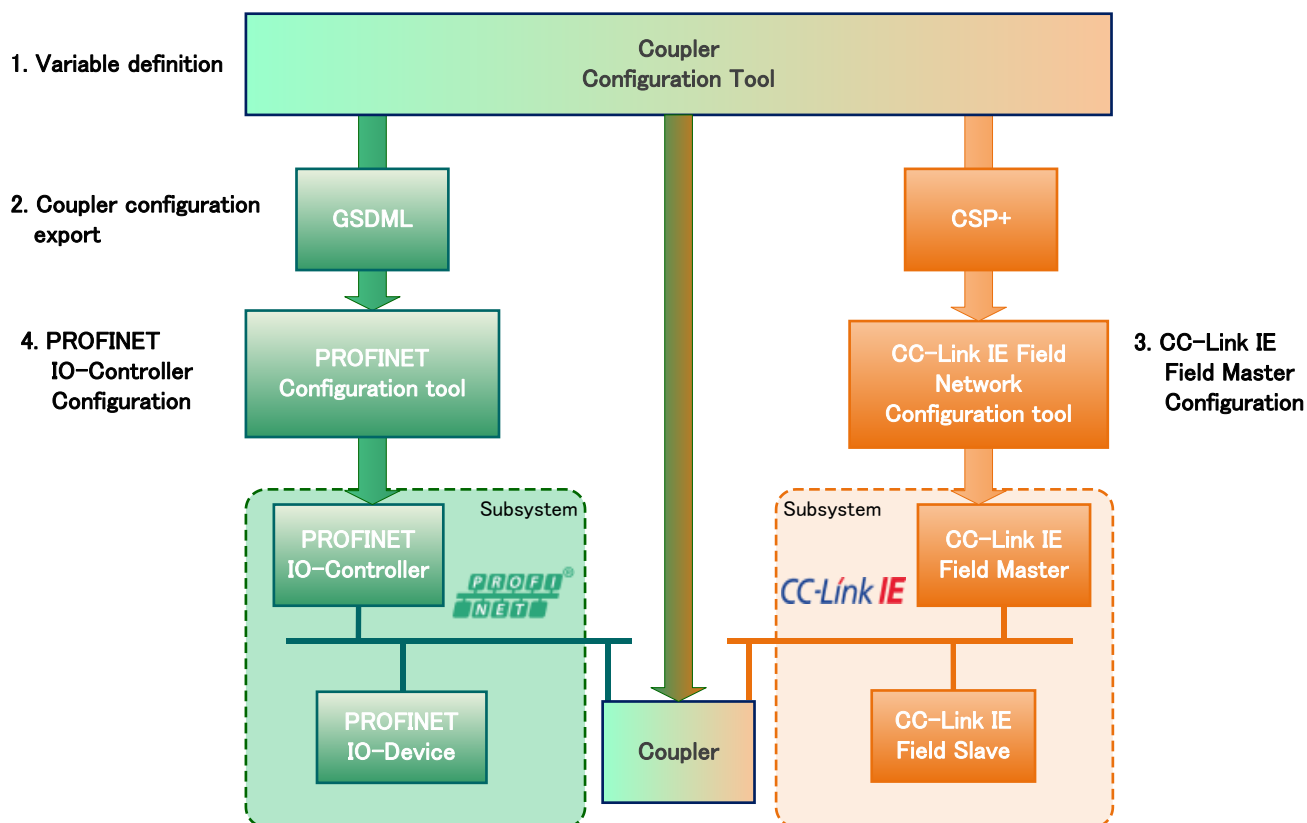 Coupler
Configuration Tool
1. Variable definition
2. Coupler configuration
export
GSDML
CSP+
4. PROFINET
IO-Controller
Configuration
PROFINET
Configuration tool
CC-Link IE Field
Network
Configuration tool
3. CC-Link IE
Field Master
Configuration
Subsystem
PROFINET
IO-Controller
PROFI
NET®
Subsystem
CC-Link IE
Field Master
CC-Link IE
PROFINET
IO-Device
Coupler
CC-Link IE
Field Slave